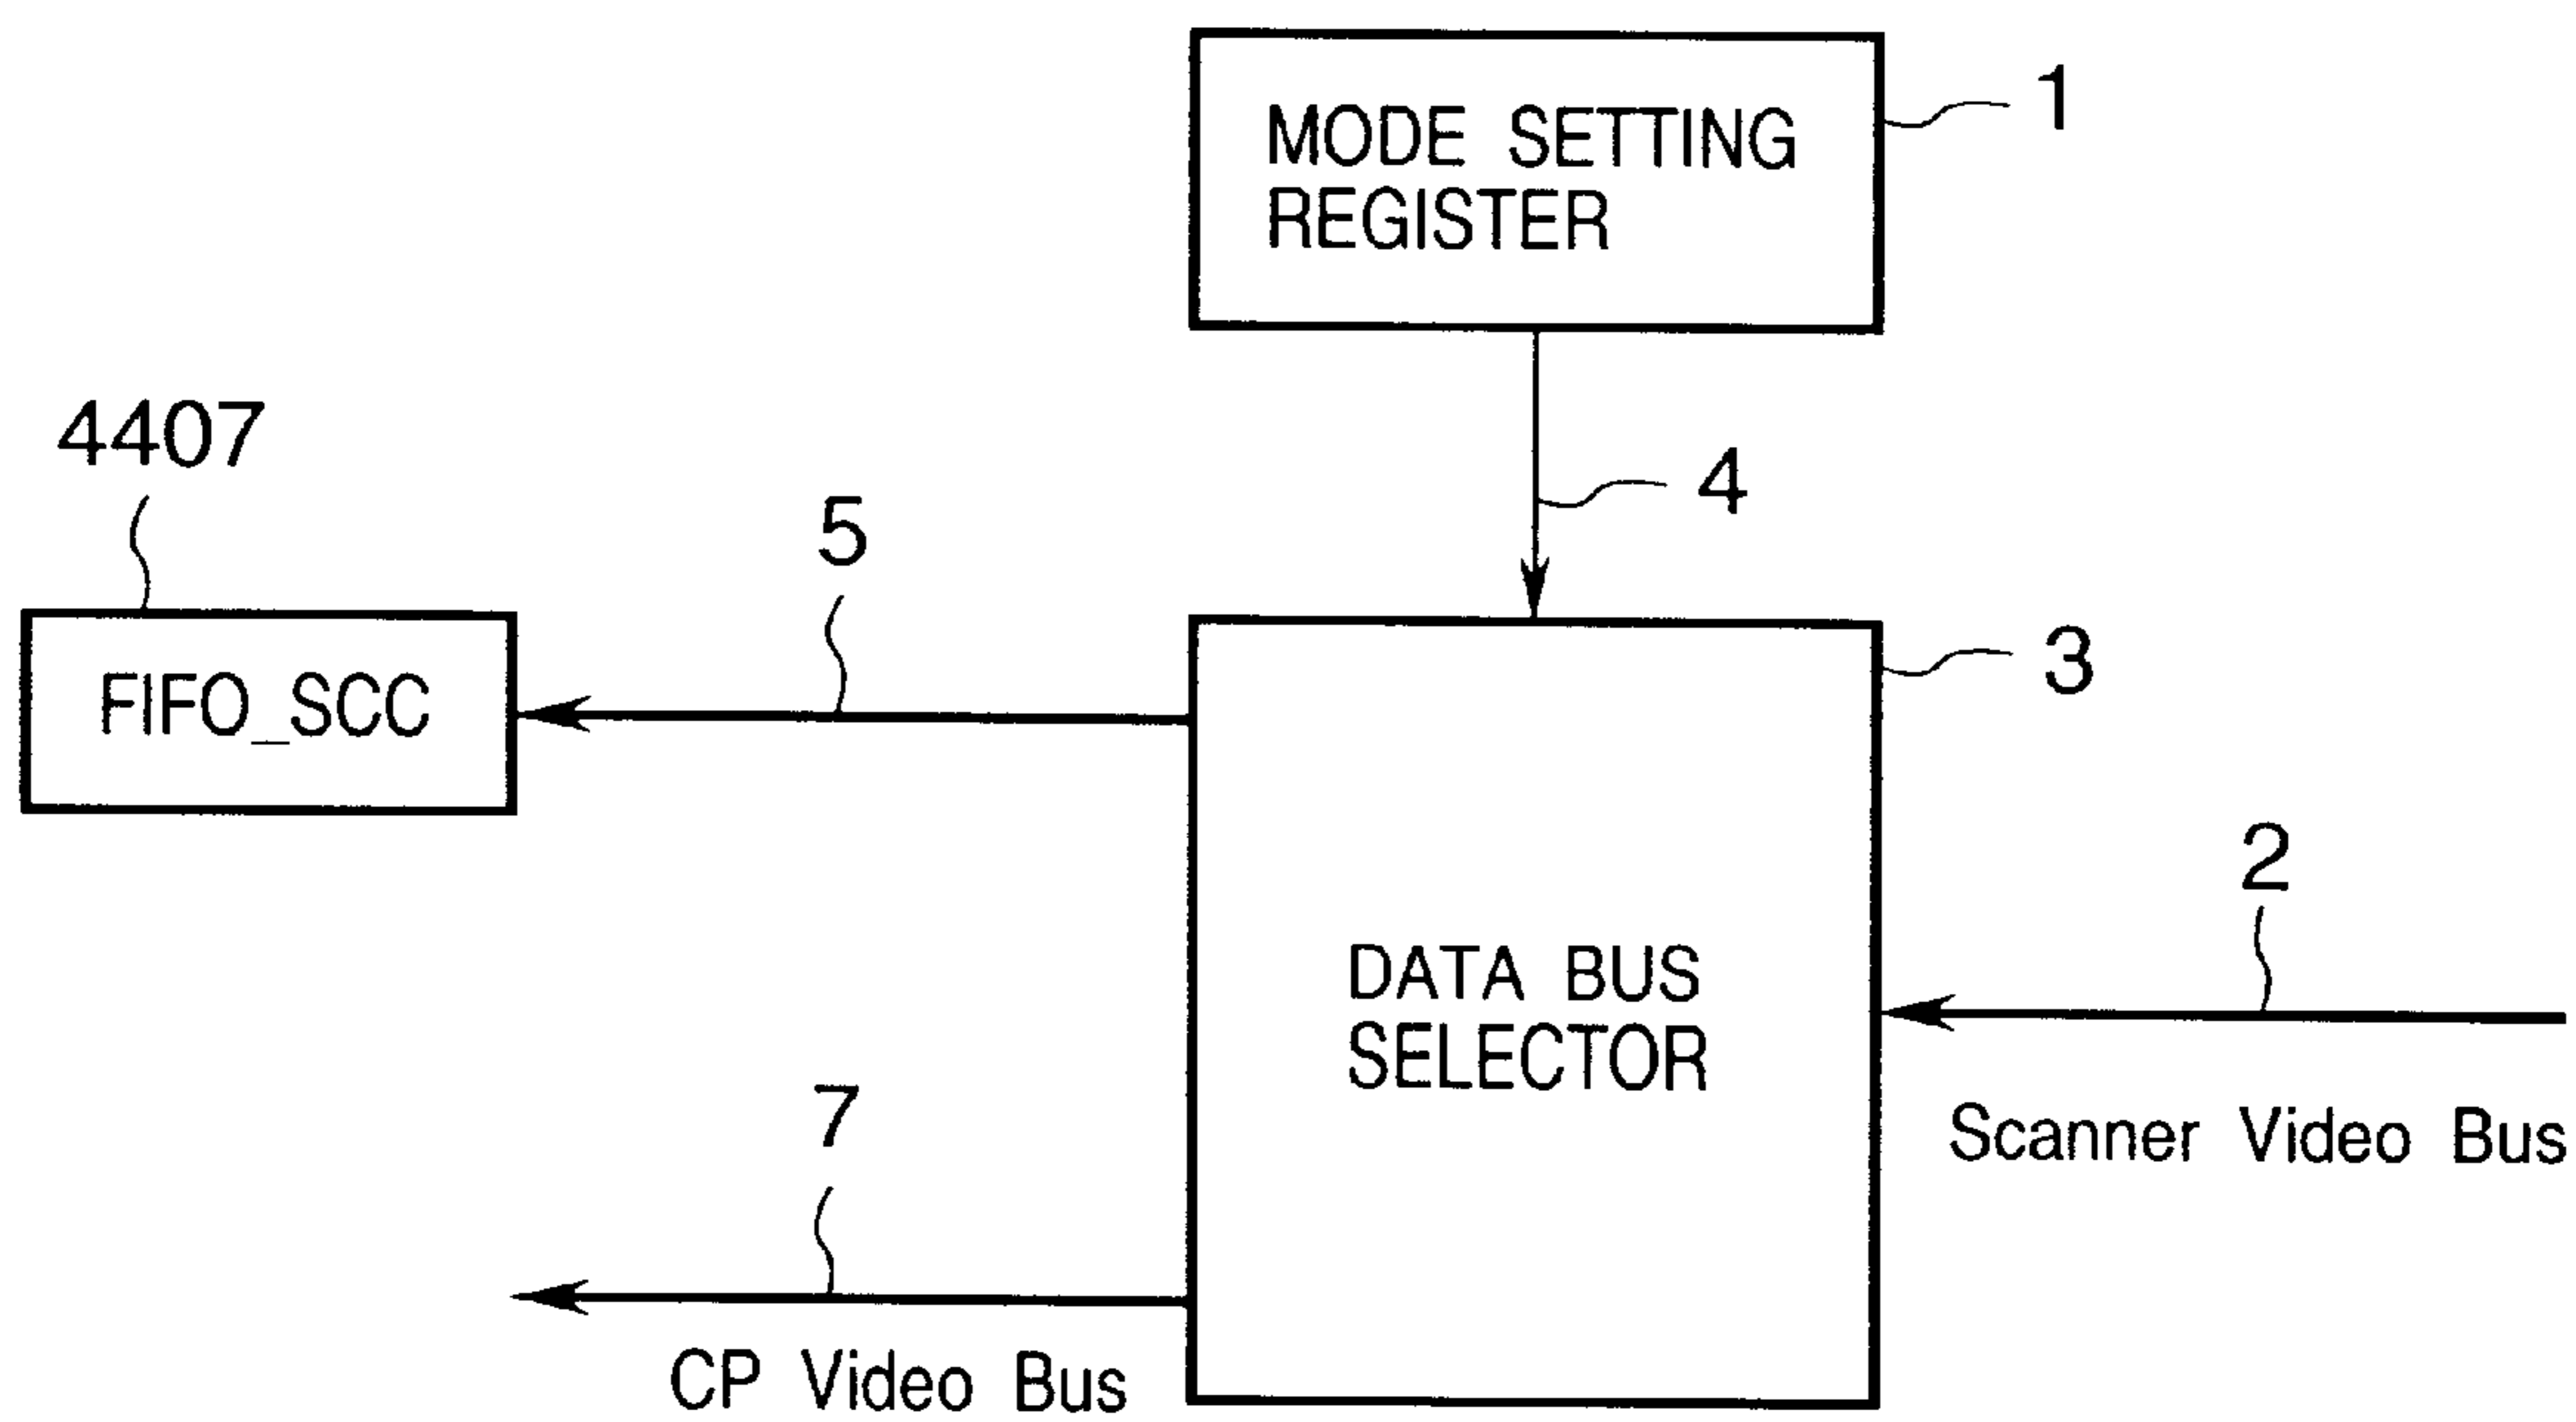 MODE SETTING
REGISTER
1
4407
4
5
FIFO_SCC
3
2
DATA BUS
SELECTOR
7
Scanner Video Bus
CP Video Bus